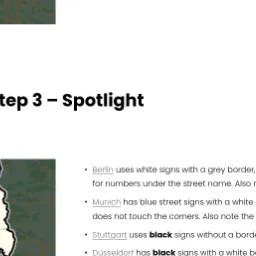 tep 3 – Spotlight
• Berlin uses white signs with a grey border,
for numbers under the street name. Also
• Munich has blue street signs with a white
does not touch the corners. Also note the
• Stuttgart uses black signs without a borde
• Düsseldorf has black signs with a white b